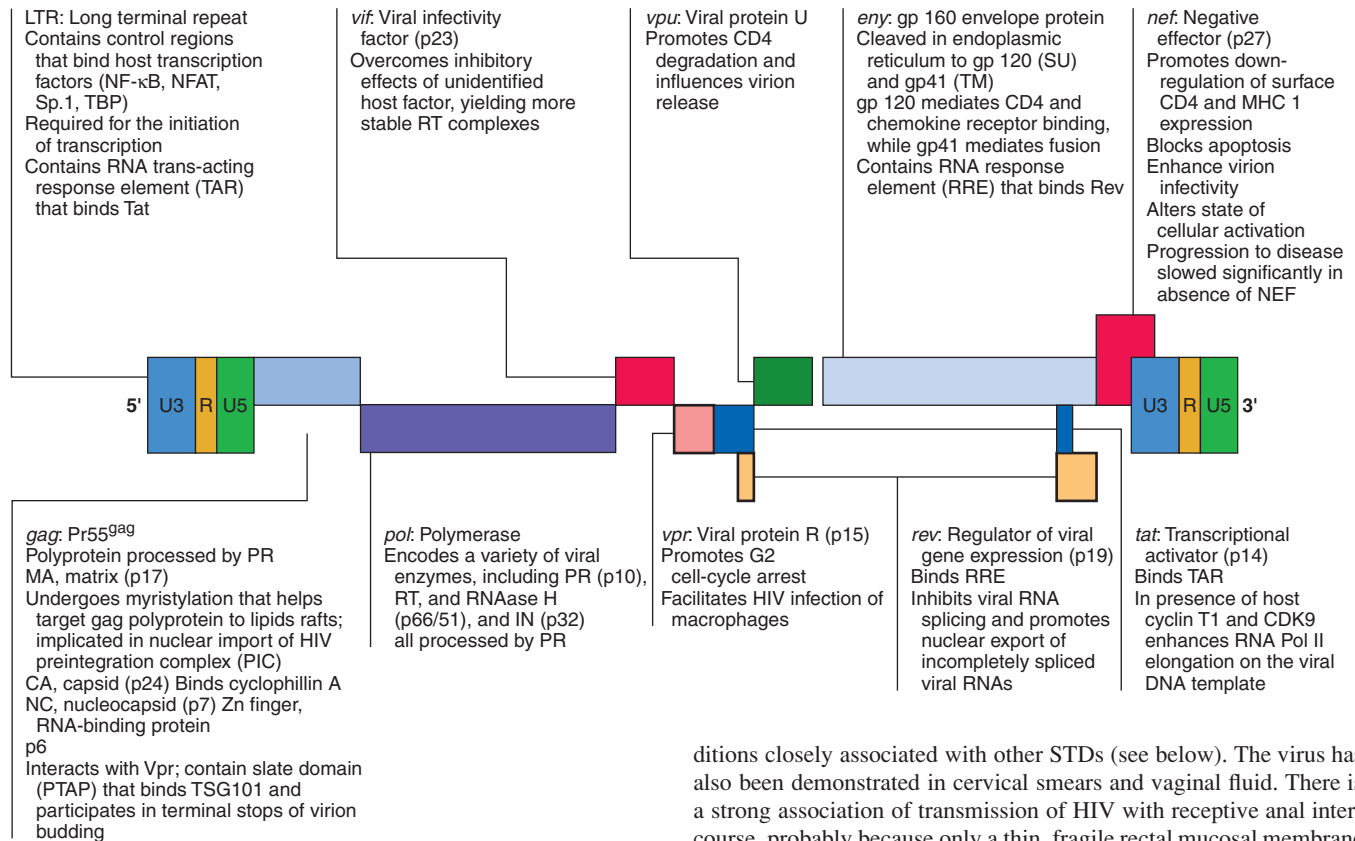 LTR: Long terminal repeat
Contains control regions
that bind host transcription
factors (NF-κB, NFAT,
Sp.1, TBP)
Required for the initiation
of transcription
Contains RNA trans-acting
response element (TAR)
that binds Tat
vif: Viral infectivity
factor (p23)
Overcomes inhibitory
effects of unidentified
host factor, yielding more
stable RT complexes
vpu: Viral protein U
Promotes CD4
degradation and
influences virion
release
eny: gp 160 envelope protein
Cleaved in endoplasmic
reticulum to gp 120 (SU)
and gp41 (TM)
gp 120 mediates CD4 and
chemokine receptor binding,
while gp41 mediates fusion
Contains RNA response
element (RRE) that binds Rev
nef: Negative
effector (p27)
Promotes down-
regulation of surface
CD4 and MHC 1
expression
Blocks apoptosis
Enhance virion
infectivity
Alters state of
cellular activation
Progression to disease
slowed significantly in
absence of NEF
5' U3 R U5 U3 R U5 3'
gag: Pr55gag
Polyprotein processed by PR
MA, matrix (p17)
Undergoes myristylation that helps
target gag polyprotein to lipids rafts;
implicated in nuclear import of HIV
preintegration complex (PIC)
CA, capsid (p24) Binds cyclophillin A
NC, nucleocapsid (p7) Zn finger,
RNA-binding protein
p6
Interacts with Vpr; contain slate domain
(PTAP) that binds TSG101 and
participates in terminal stops of virion
budding
pol: Polymerase
Encodes a variety of viral
enzymes, including PR (p10),
RT, and RNAase H
(p66/51), and IN (p32)
all processed by PR
vpr: Viral protein R (p15)
Promotes G2
cell-cycle arrest
Facilitates HIV infection of
macrophages
rev: Regulator of viral
gene expression (p19)
Binds RRE
Inhibits viral RNA
splicing and promotes
nuclear export of
incompletely spliced
viral RNAs
tat: Transcriptional
activator (p14)
Binds TAR
In presence of host
cyclin T1 and CDK9
enhances RNA Pol II
elongation on the viral
DNA template
ditions closely associated with other STDs (see below). The virus has
also been demonstrated in cervical smears and vaginal fluid. There is
a strong association of transmission of HIV with receptive anal inter-
course, probably because only a thin, fragile rectal mucosal membrane